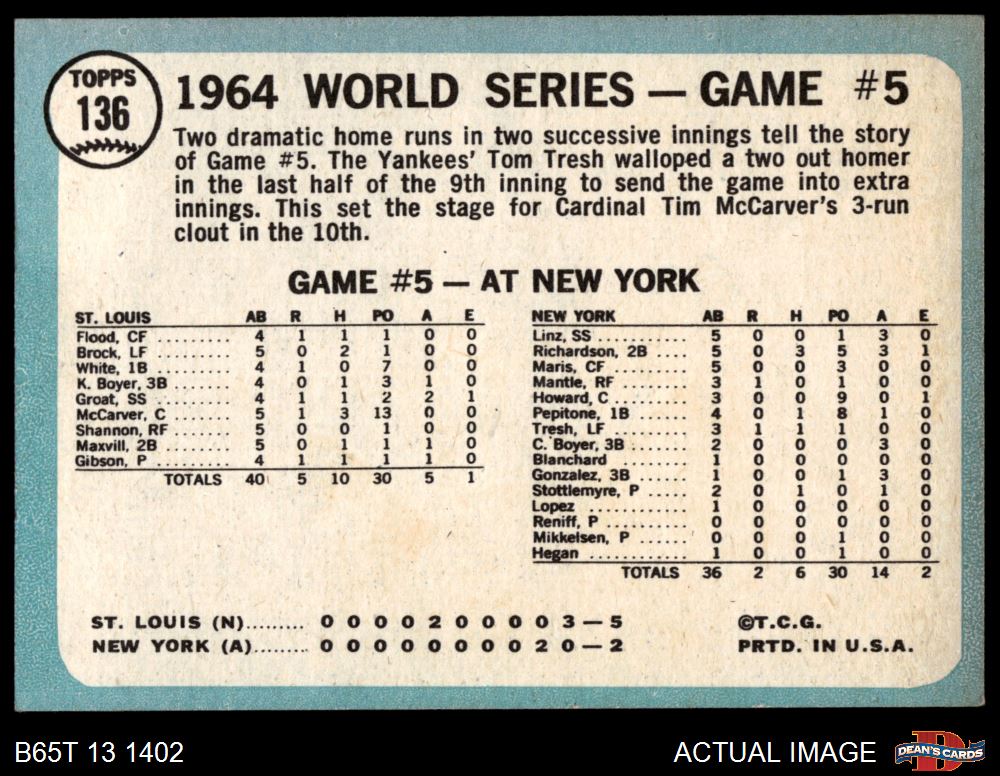 TOPPS
136
1964 WORLD SERIES — GAME #5
Two dramatic home runs in two successive innings tell the story
of Game #5. The Yankees' Tom Tresh walloped a two out homer
in the last half of the 9th inning to send the game into extra
innings. This set the stage for Cardinal Tim McCarver's 3-run
clout in the 10th.
GAME #5 — AT NEW YORK
ST. LOUIS AB R H PO A E
Flood, CF .......... 4 1 1 1 0 0
Brock, LF .......... 5 0 2 1 0 0
White, 1B .......... 4 1 0 7 0 0
K. Boyer, 3B ....... 4 0 1 3 1 0
Groat, SS .......... 4 1 1 2 2 1
McCarver, C ........ 5 1 3 13 0 0
Shannon, RF ........ 5 0 0 1 0 0
Maxvill, 2B ......... 5 0 1 1 1 0
Gibson, P .......... 4 1 1 1 1 0
TOTALS 40 5 10 30 5 1
NEW YORK AB R H PO A E
Linz, SS ............ 5 0 0 1 3 0
Richardson, 2B .... 5 0 3 5 3 1
Maris, CF .......... 5 0 0 3 0 0
Mantle, RF ......... 3 1 0 1 0 0
Howard, C .......... 3 0 0 9 0 1
Pepitone, 1B ....... 4 0 1 8 1 0
Tresh, LF .......... 3 1 1 1 0 0
C. Boyer, 3B ....... 2 0 0 0 3 0
Blanchard .......... 1 0 0 0 0 0
Gonzalez, 3B ....... 1 0 0 1 3 0
Stottlemyre, P ..... 2 0 1 0 1 0
Lopez .............. 1 0 0 0 0 0
Reniff, P ........... 0 0 0 0 0 0
Mikkelsen, P ...... 0 0 0 1 0 0
Hegan ............. 1 0 0 1 0 0
TOTALS 36 2 6 30 14 2
ST. LOUIS (N)......... 0 0 0 0 2 0 0 0 0 3 — 5
NEW YORK (A)........ 0 0 0 0 0 0 0 0 2 0 — 2
©T.C.G.
PRTD. IN U.S.A.
B65T 13 1402
ACTUAL IMAGE
DEAN'S CARDS